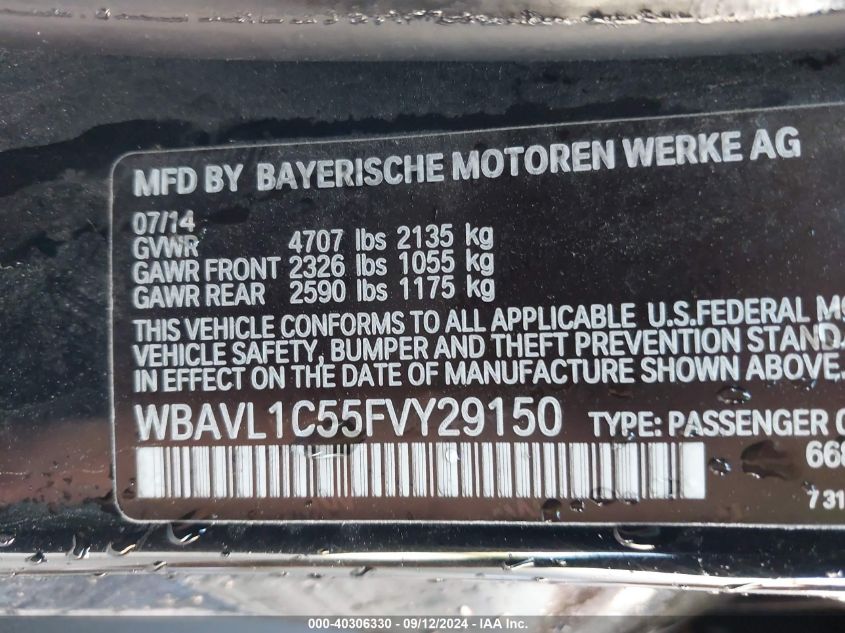 MFD BY BAYERISCHE MOTOREN WERKE AG
07/14
GVWR 4707 lbs 2135 kg
GAWR FRONT 2326 lbs 1055 kg
GAWR REAR 2590 lbs 1175 kg
THIS VEHICLE CONFORMS TO ALL APPLICABLE U.S.FEDERAL
VEHICLE SAFETY, BUMPER AND THEFT PREVENTION
IN EFFECT ON THE DATE OF MANUFACTURE SHOWN ABOVE.
WBAVL1C55FVY29150 TYPE: PASSENGER
668
7 31
000-40306330 - 09/12/2024 - IAA Inc.